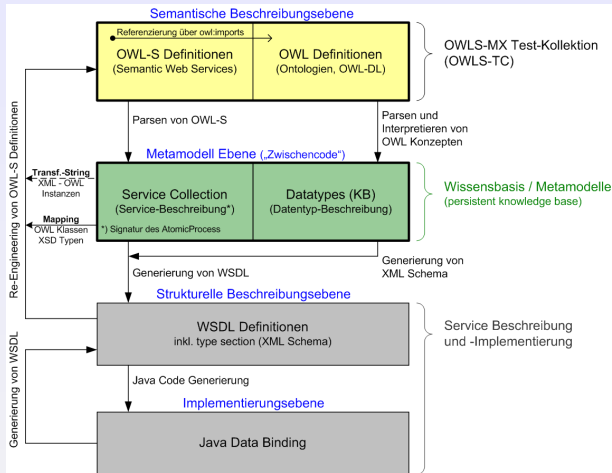 Semantische Beschreibungsebene
Referenzierung über owl:imports
OWL-S Definitionen
(Semantic Web Services)
OWL Definitionen
(Ontologien, OWL-DL)
OWLS-MX Test-Kollektion
(OWLS-TC)
Parsen von OWL-S
Parsen und
Interpretieren von
OWL Konzepten
Metamodell Ebene („Zwischencode“)
Re-Engineering von OWL-S Definitionen
Transf.-String
XML - OWL
Instanzen
Mapping
OWL Klassen
XSD Typen
Service Collection
(Service-Beschreibung*)
*) Signatur des AtomicProcess
Datatypes (KB)
(Datentyp-Beschreibung)
Wissensbasis / Metamodelle
(persistent knowledge base)
Generierung von WSDL
Generierung von
XML Schema
Strukturelle Beschreibungsebene
WSDL Definitionen
inkl. type section (XML Schema)
Service Beschreibung
und -Implementierung
Generierung von WSDL
Java Code Generierung
Implementierungsebene
Java Data Binding